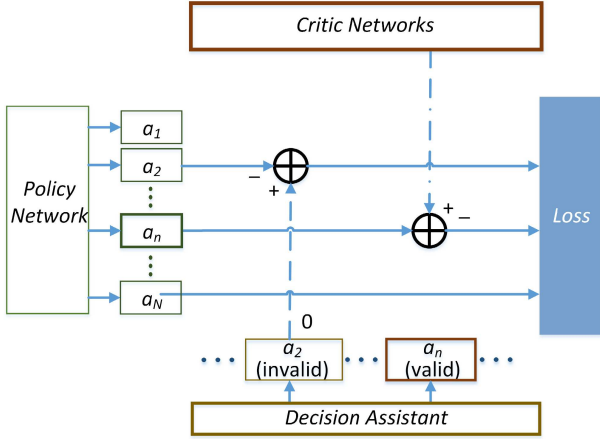 Critic Networks
Policy
Network
a1
a2
an
aN
Loss
−
+
+
−
0
a2
(invalid)
an
(valid)
Decision Assistant